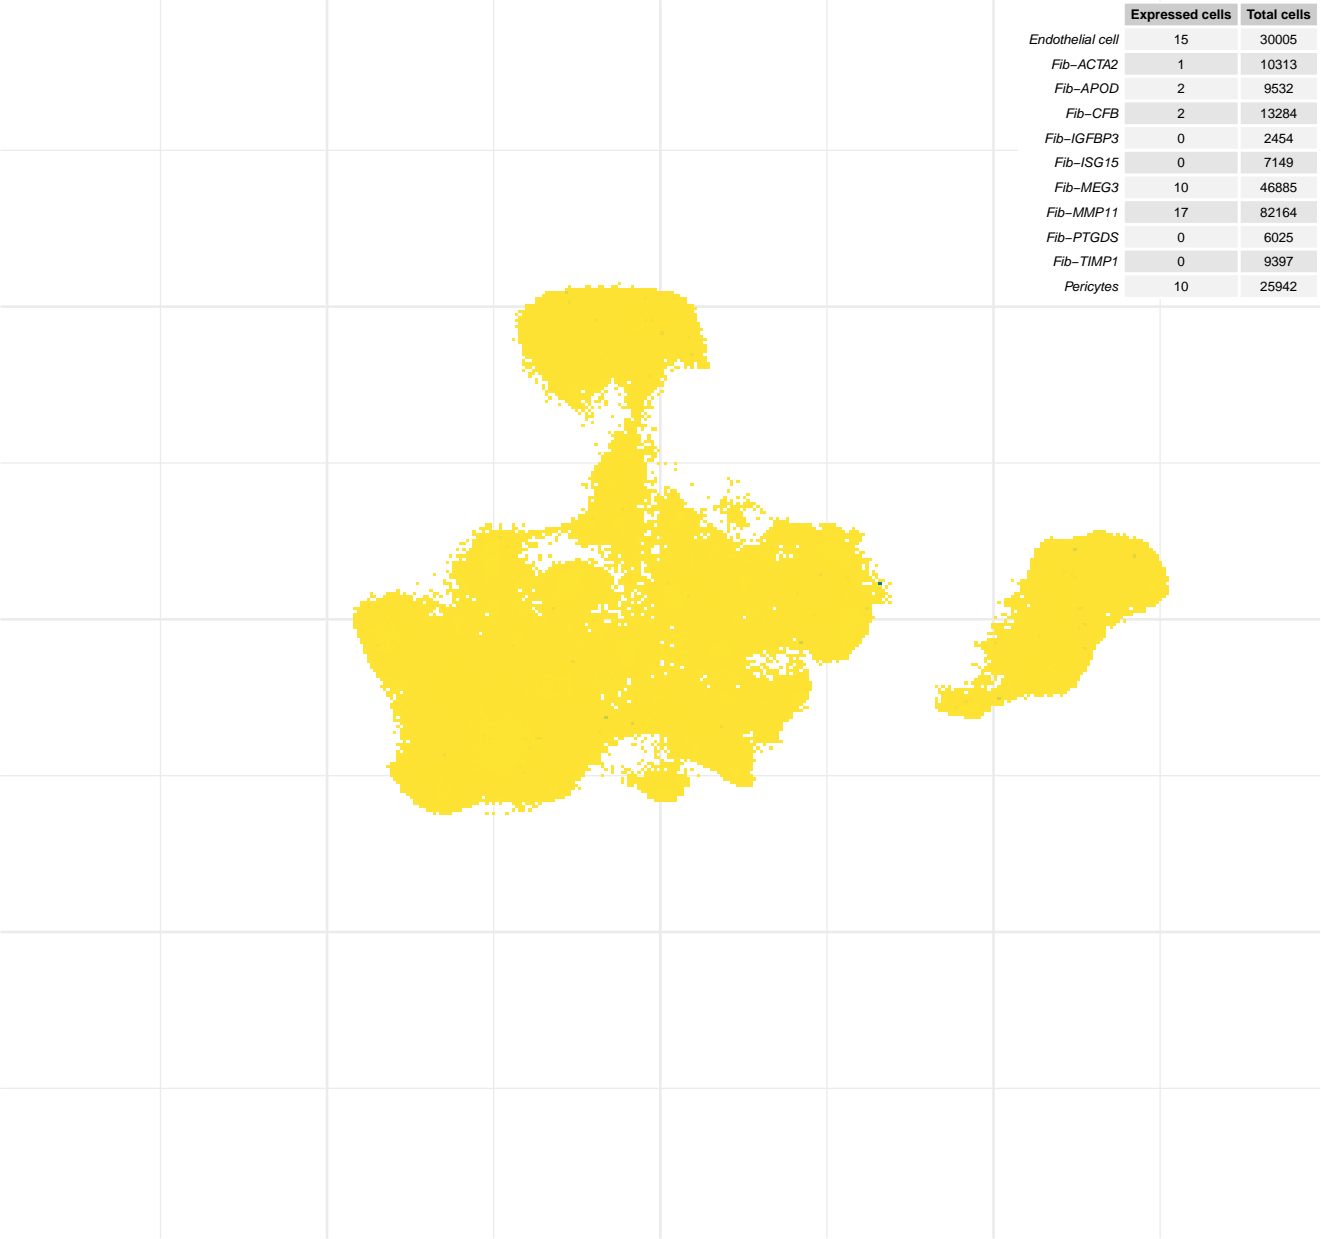 Expressed cells Total cells
Endothelial cell 15 30005
Fib−ACTA2 1 10313
Fib−APOD 2 9532
Fib−CFB 2 13284
Fib−IGFBP3 0 2454
Fib−ISG15 0 7149
Fib−MEG3 10 46885
Fib−MMP11 17 82164
Fib−PTGDS 0 6025
Fib−TIMP1 0 9397
Pericytes 10 25942